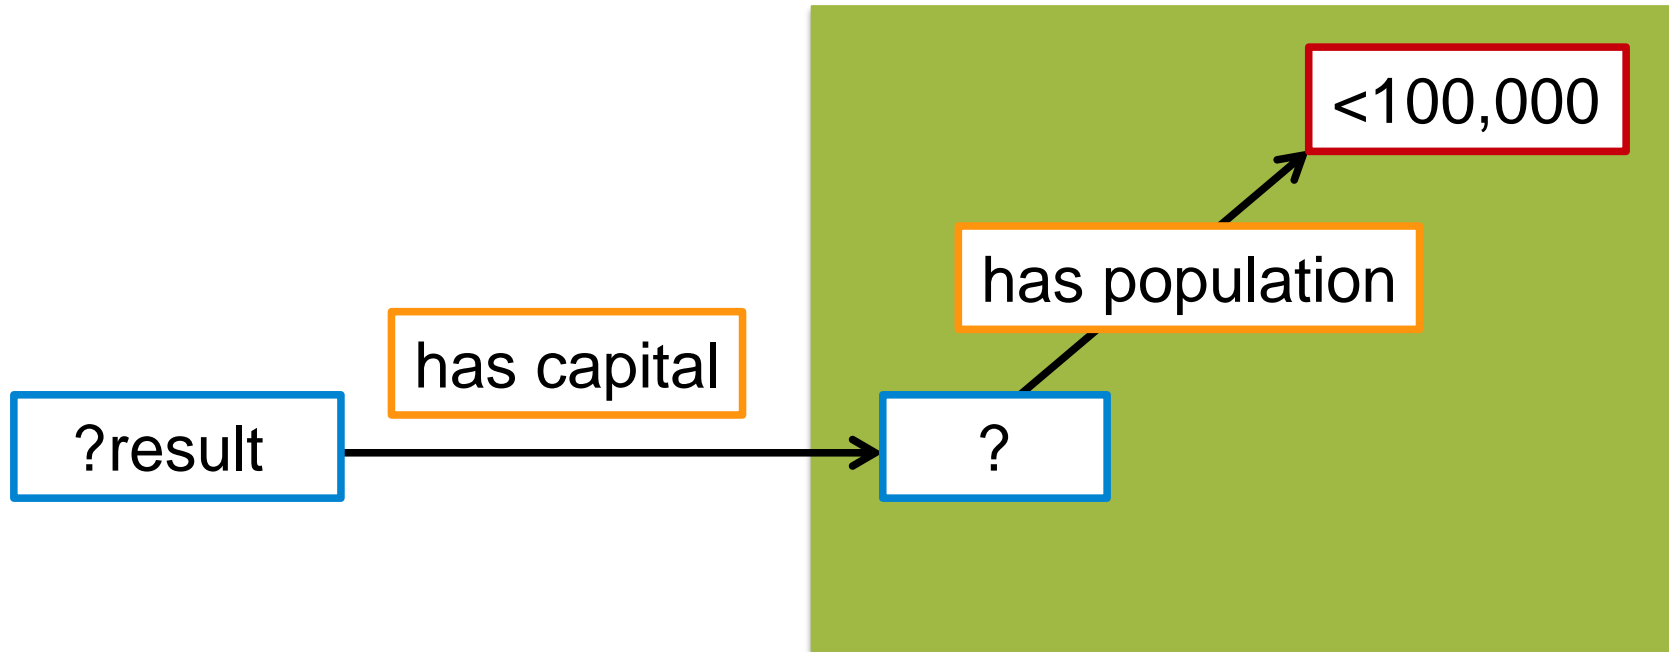 <100,000
has population
has capital
?result
?